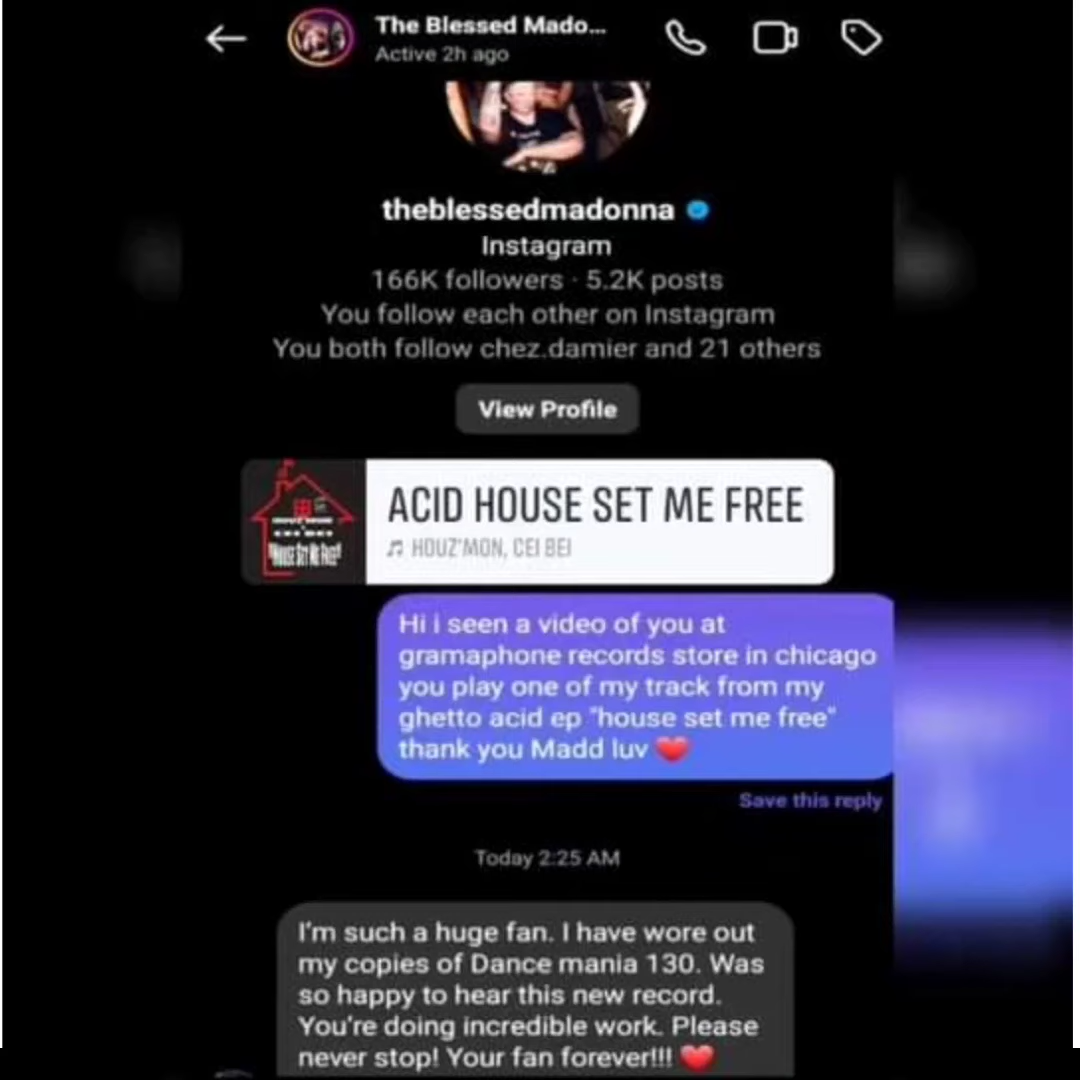 The Blessed Mado...
Active 2h ago
theblessedmadonna
Instagram
166K followers · 5.2K posts
You follow each other on Instagram
You both follow chez.damier and 21 others
View Profile
"House Set Me Free"
ACID HOUSE SET ME FREE
HOUZ'MON, CEI BEI
Hi i seen a video of you at
gramaphone records store in chicago
you play one of my track from my
ghetto acid ep "house set me free"
thank you Madd luv ❤️
Save this reply
Today 2:25 AM
I'm such a huge fan. I have wore out
my copies of Dance mania 130. Was
so happy to hear this new record.
You're doing incredible work. Please
never stop! Your fan forever!!! ❤️